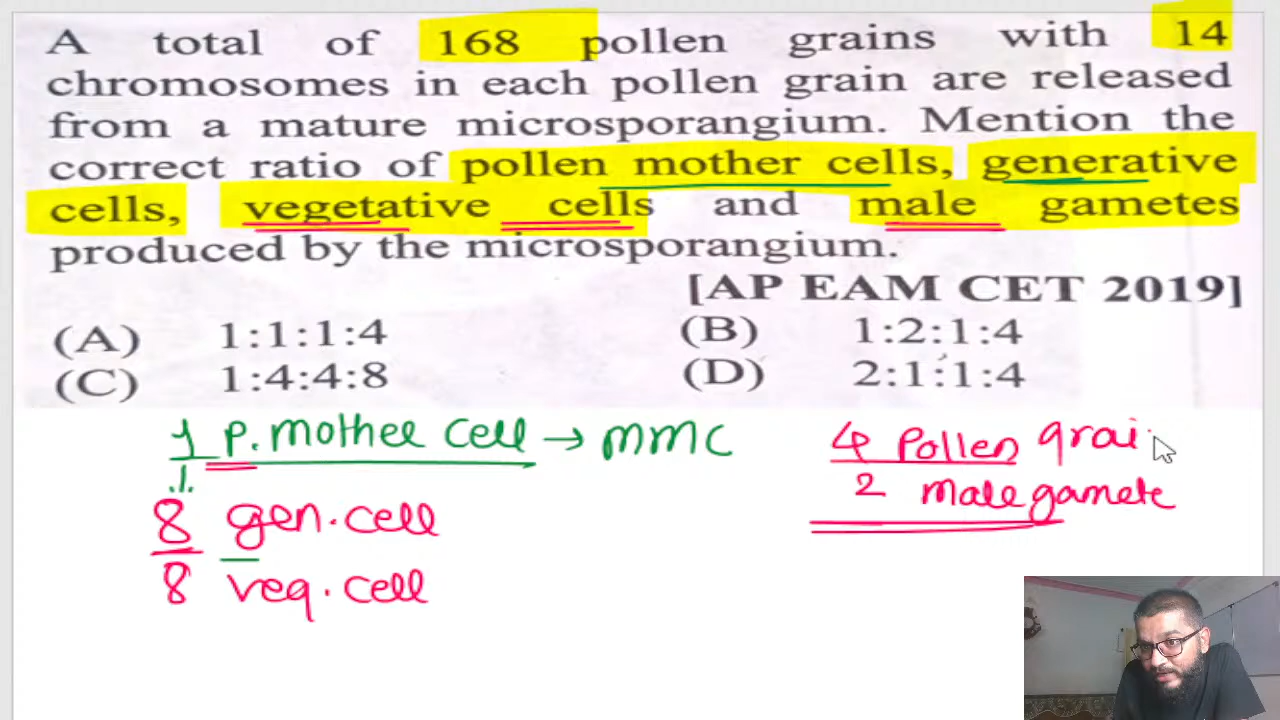 A total of 168 pollen grains with 14
chromosomes in each pollen grain are released
from a mature microsporangium. Mention the
correct ratio of pollen mother cells, generative
cells, vegetative cells and male gametes
produced by the microsporangium.
[AP EAM CET 2019]
(A) 1:1:1:4 (B) 1:2:1:4
(C) 1:4:4:8 (D) 2:1:1:4
1 P. mother cell → MMC
8 gen. cell
8 veg. cell
4 Pollen grai
2 male gamete